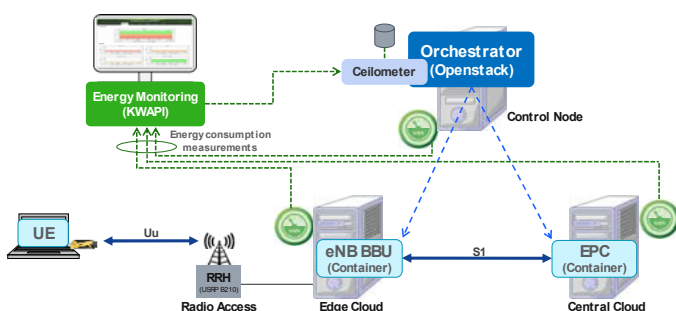 Orchestrator
(Openstack)
Ceilometer
Energy Monitoring
(KWAPI)
Control Node
Energy consumption
measurements
UE
Uu
eNB BBU
(Container)
S1
EPC
(Container)
RRH
(USRP B210)
Radio Access
Edge Cloud
Central Cloud